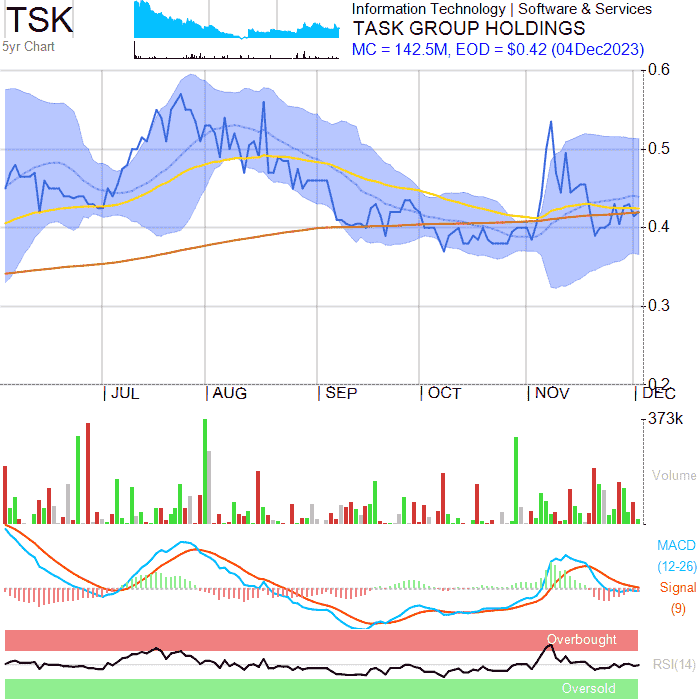 TSK
5yr Chart
Information Technology | Software & Services
TASK GROUP HOLDINGS
MC = 142.5M, EOD = $0.42 (04Dec2023)
0.6
0.5
0.4
0.3
0.2
JUL AUG SEP OCT NOV DEC
373k
Volume
MACD
(12-26)
Signal
(9)
Overbought
RSI(14)
Oversold